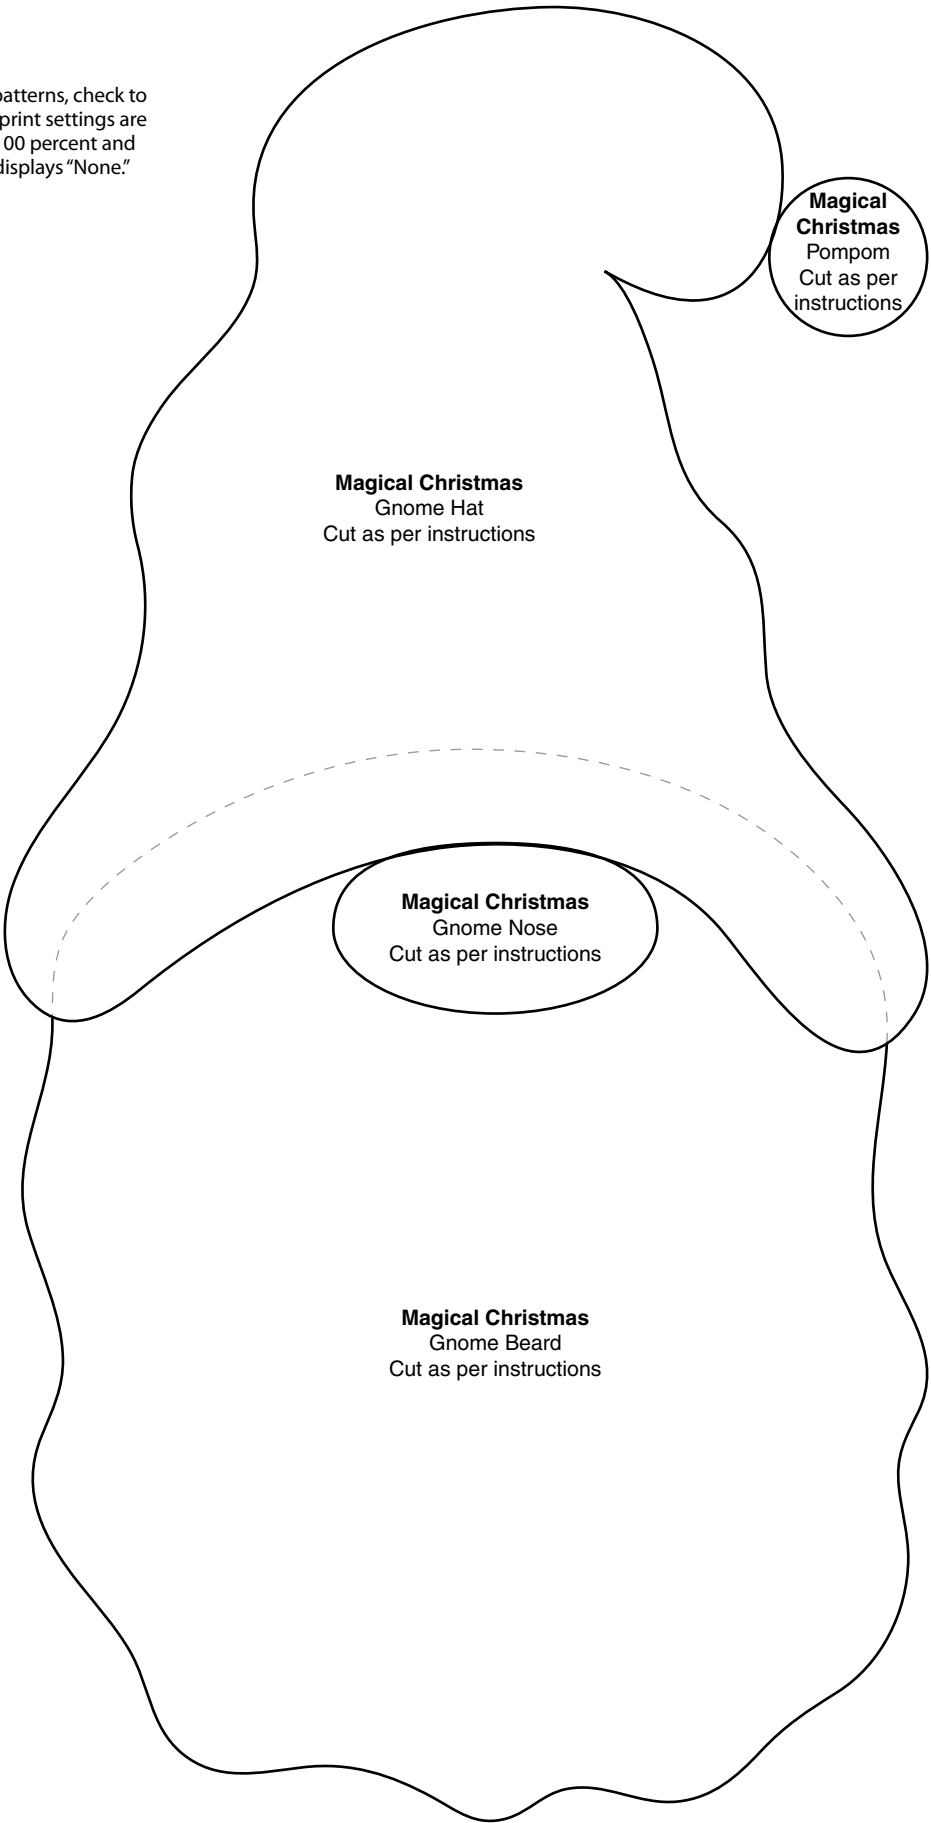 patterns, check to
print settings are
00 percent and
displays “None.”
Magical
Christmas
Pompom
Cut as per
instructions
Magical Christmas
Gnome Hat
Cut as per instructions
Magical Christmas
Gnome Nose
Cut as per instructions
Magical Christmas
Gnome Beard
Cut as per instructions